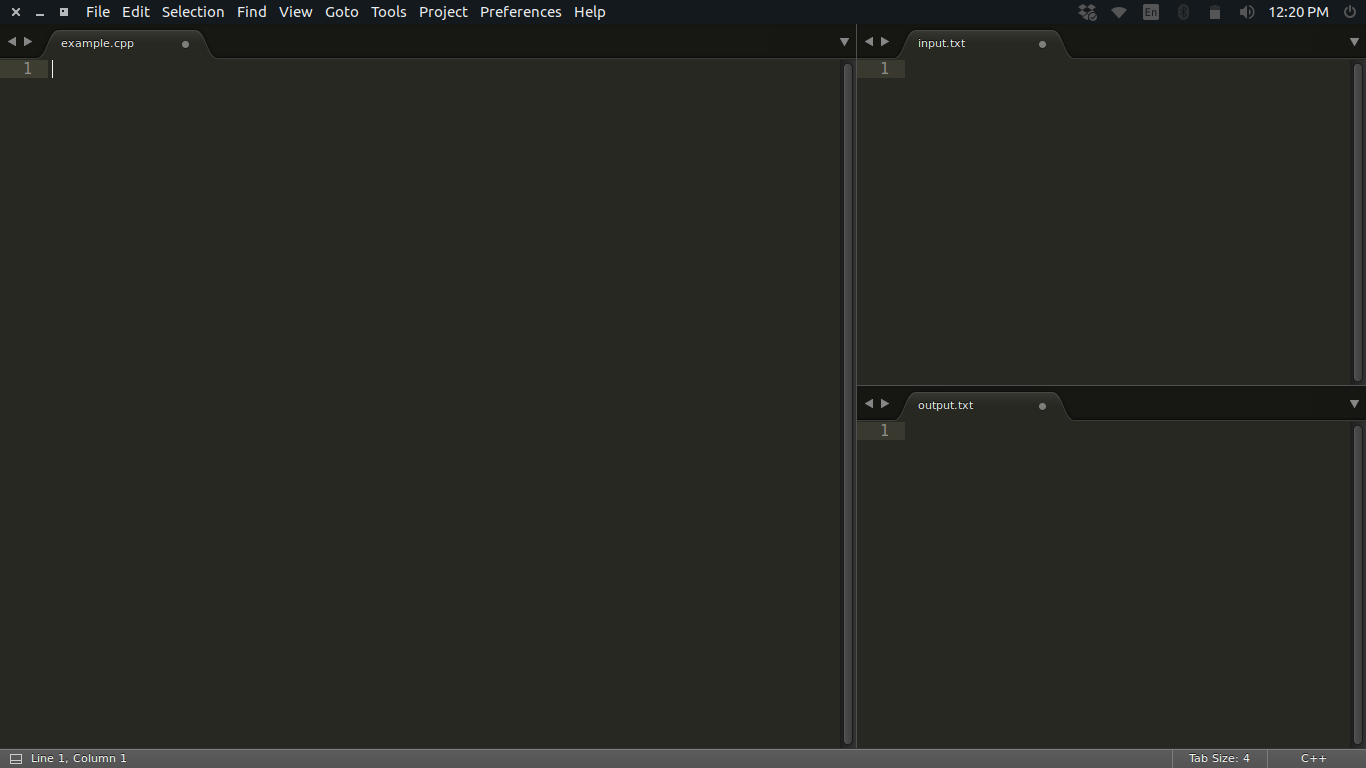 File Edit Selection Find View Goto Tools Project Preferences Help En 12:20 PM
example.cpp
1
input.txt
1
output.txt
1
Line 1, Column 1 Tab Size: 4 C++